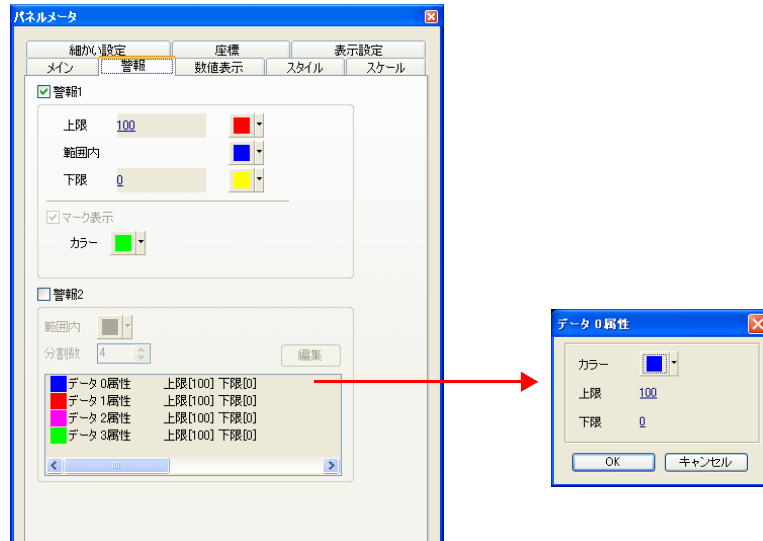 パネルメータ
細かい設定 座標 表示設定
メイン 警報 数値表示 スタイル スケール
警報1
上限 100
範囲内
下限 0
マーク表示
カラー
警報2
範囲内
分割数 4 編集
データ 0属性 上限[100] 下限[0]
データ 1属性 上限[100] 下限[0]
データ 2属性 上限[100] 下限[0]
データ 3属性 上限[100] 下限[0]
データ 0属性
カラー
上限 100
下限 0
OK キャンセル